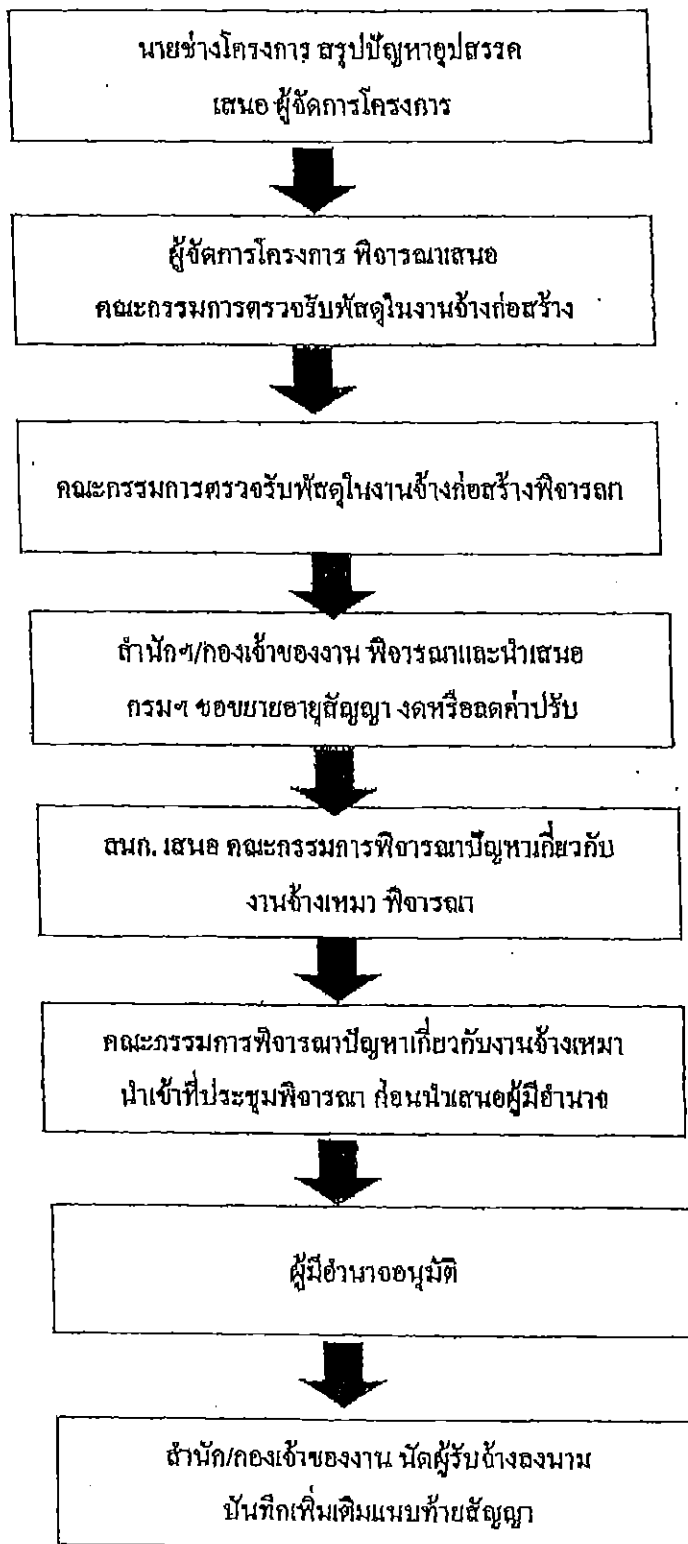 นายช่างโครงการ สรุปปัญหาอุปสรรค
เสนอ ผู้จัดการโครงการ
ผู้จัดการโครงการ พิจารณาเสนอ
คณะกรรมการตรวจรับพัสดุในงานจ้างก่อสร้าง
คณะกรรมการตรวจรับพัสดุในงานจ้างก่อสร้างพิจารณา
สำนักฯ/กองเจ้าของงาน พิจารณาและนำเสนอ
กรมฯ ขอขยายอายุสัญญา งดหรือลดค่าปรับ
สนก. เสนอ คณะกรรมการพิจารณาปัญหาเกี่ยวกับ
งานจ้างเหมา พิจารณา
คณะกรรมการพิจารณาปัญหาเกี่ยวกับงานจ้างเหมา
นำเข้าที่ประชุมพิจารณา ก่อนนำเสนอผู้มีอำนาจ
ผู้มีอำนาจอนุมัติ
สำนัก/กองเจ้าของงาน นัดผู้รับจ้างลงนาม
บันทึกเพิ่มเติมแนบท้ายสัญญา